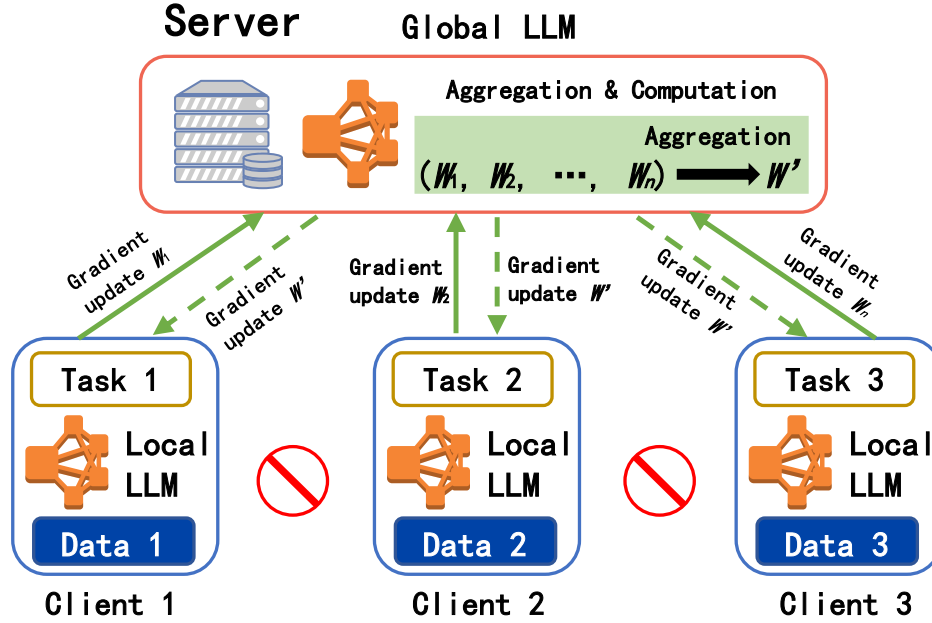 Server
Global LLM
Aggregation & Computation
Aggregation
(W₁, W₂, ···, Wₙ) → W'
Gradient
update W₁
Gradient
update W'
Gradient
update W₂
Gradient
update W'
Gradient
update W'
Gradient
update Wₙ
Task 1
Local
LLM
Data 1
Client 1
Task 2
Local
LLM
Data 2
Client 2
Task 3
Local
LLM
Data 3
Client 3